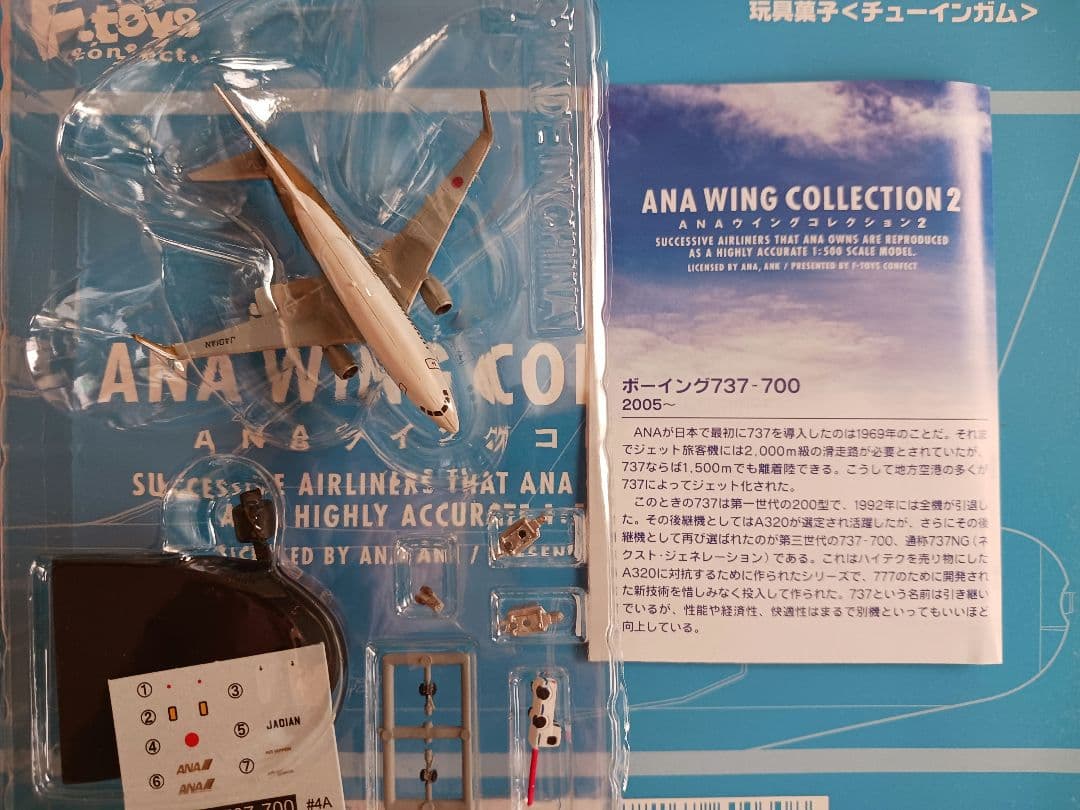 F.toys
confect.
玩具菓子<チューインガム>
MADE IN CHINA
ANA WING COLLECTION 2
ANAウイングコレクション2
SUCCESSIVE AIRLINERS THAT ANA OWNS ARE REPRODUCED
AS A HIGHLY ACCURATE 1:500 SCALE MODEL.
LICENSED BY ANA, ANK / PRESENTED BY F-TOYS CONFECT
ボーイング737-700
2005〜
ANAが日本で最初に737を導入したのは1969年のことだ。それま
でジェット旅客機には2,000m級の滑走路が必要とされていたが、
737ならば1,500mでも離着陸できる。こうして地方空港の多くが
737によってジェット化された。
このときの737は第一世代の200型で、1992年には全機が引退し
た。その後継機としてはA320が選定され活躍したが、さらにその後
継機として再び選ばれたのが第三世代の737-700、通称737NG(ネ
クスト・ジェネレーション)である。これはハイテクを売り物にした
A320に対抗するために作られたシリーズで、777のために開発され
た新技術を惜しみなく投入して作られた。737という名前は引き継い
でいるが、性能や経済性、快適性はまるで別機といってもいいほど
向上している。
JA01AN
ANA WING CO
ANAウイングコ
SUCCESSIVE AIRLINERS THAT ANA
HIGHLY ACCURATE 1:
BY ANA, ANK /
① ③
②
④ ⑤ JA01AN
⑥ ANA ⑦
ANA
737-700 #4A